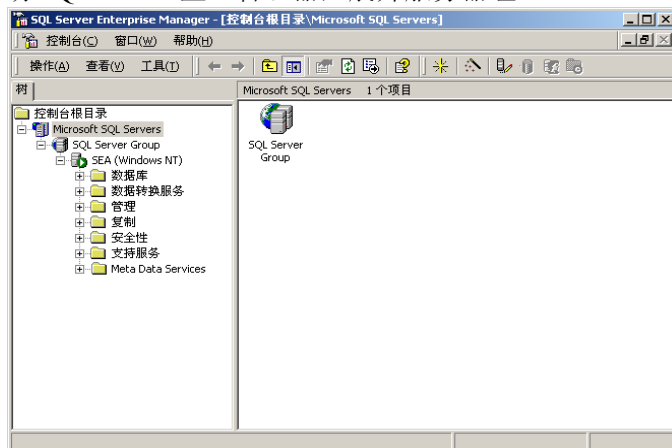 SQL Server Enterprise Manager - [控制台根目录\Microsoft SQL Servers]
控制台(C) 窗口(W) 帮助(H)
操作(A) 查看(V) 工具(T)
树
Microsoft SQL Servers 1 个项目
控制台根目录
Microsoft SQL Servers
SQL Server Group
SEA (Windows NT)
数据库
数据转换服务
管理
复制
安全性
支持服务
Meta Data Services
SQL Server
Group